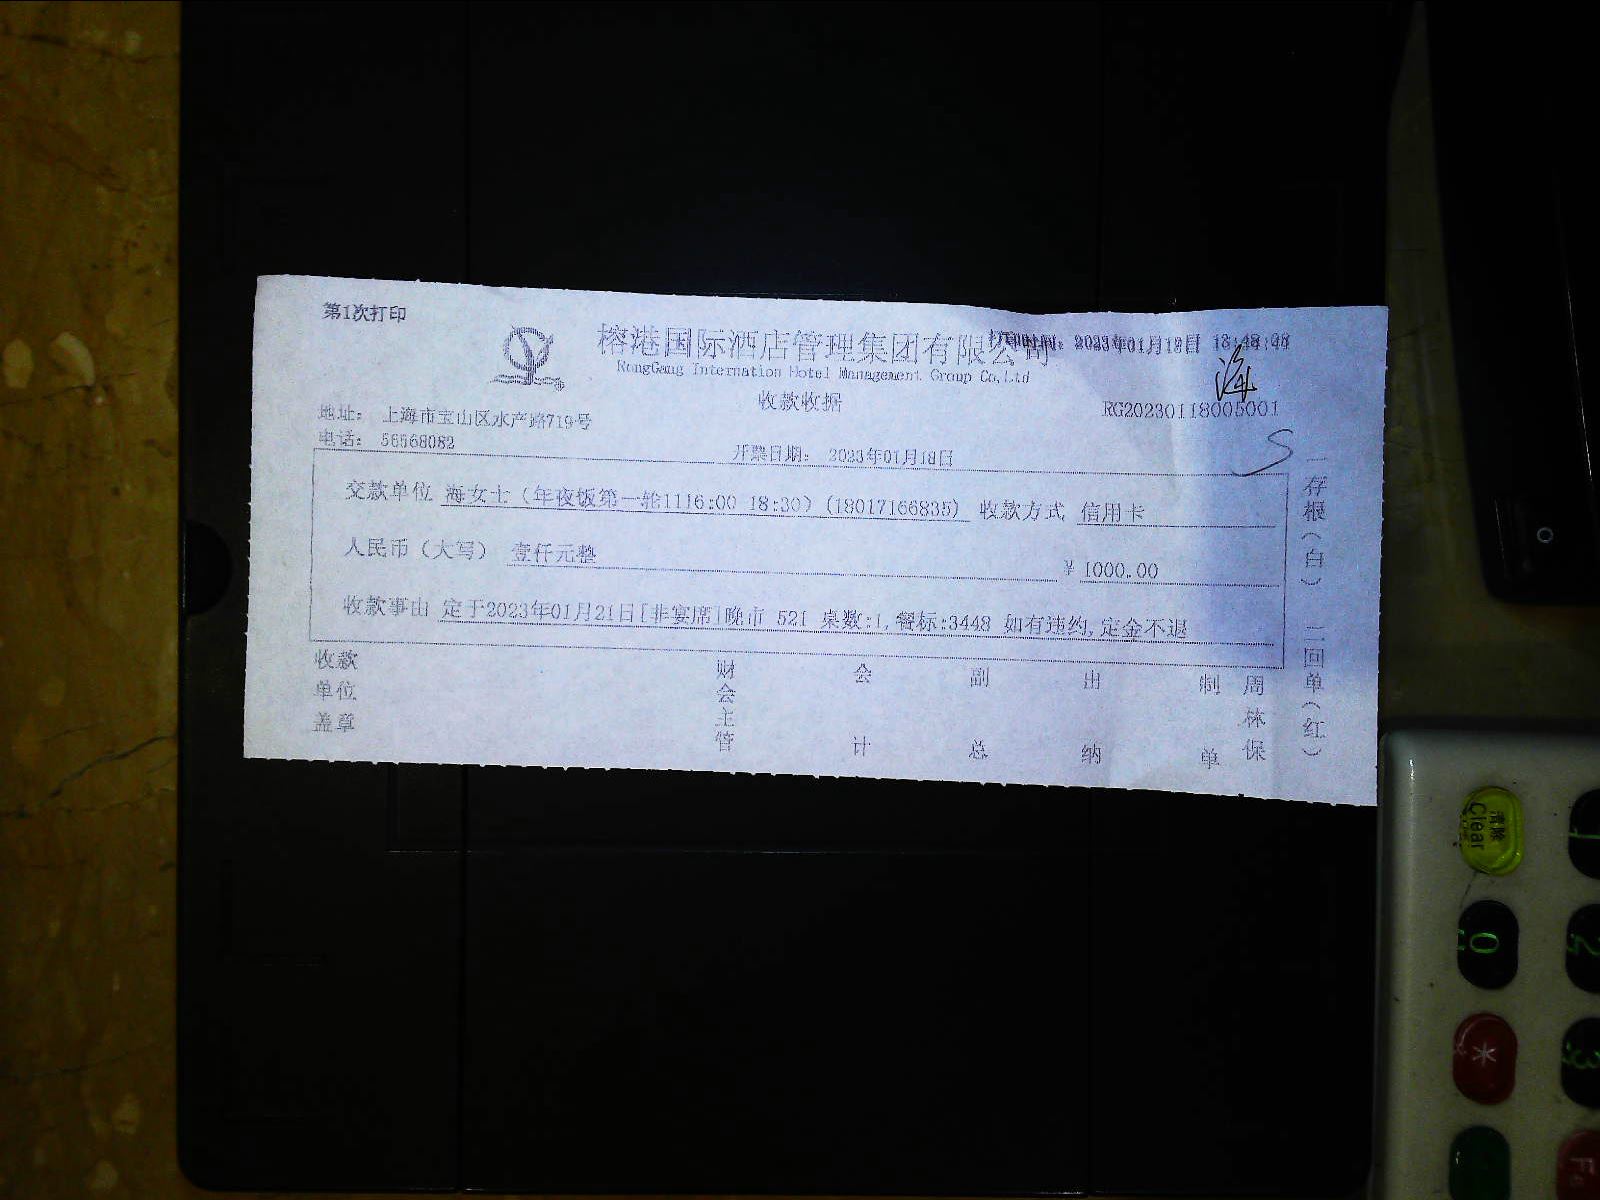 第1次打印
榕港国际酒店管理集团有限公司
2023年01月18日
RongGang Internation Hotel Management Group Co,Ltd
海
收款收据
RG20230118005001
地址： 上海市宝山区水产路719号
电话： 56568082
开票日期： 2023年01月18日
交款单位 海女士（年夜饭第一轮1116:00 18:30）(18017166835) 收款方式 信用卡
人民币（大写） 壹仟元整 ¥ 1000.00
收款事由 定于2023年01月21日[非宴席]晚市 521 桌数:1,餐标:3448 如有违约,定金不退
收款单位盖章 财会主管 会计 副总 出纳 制单 周林保
一存根（白） 二回单（红）
清除
Clear
0
2
*
3